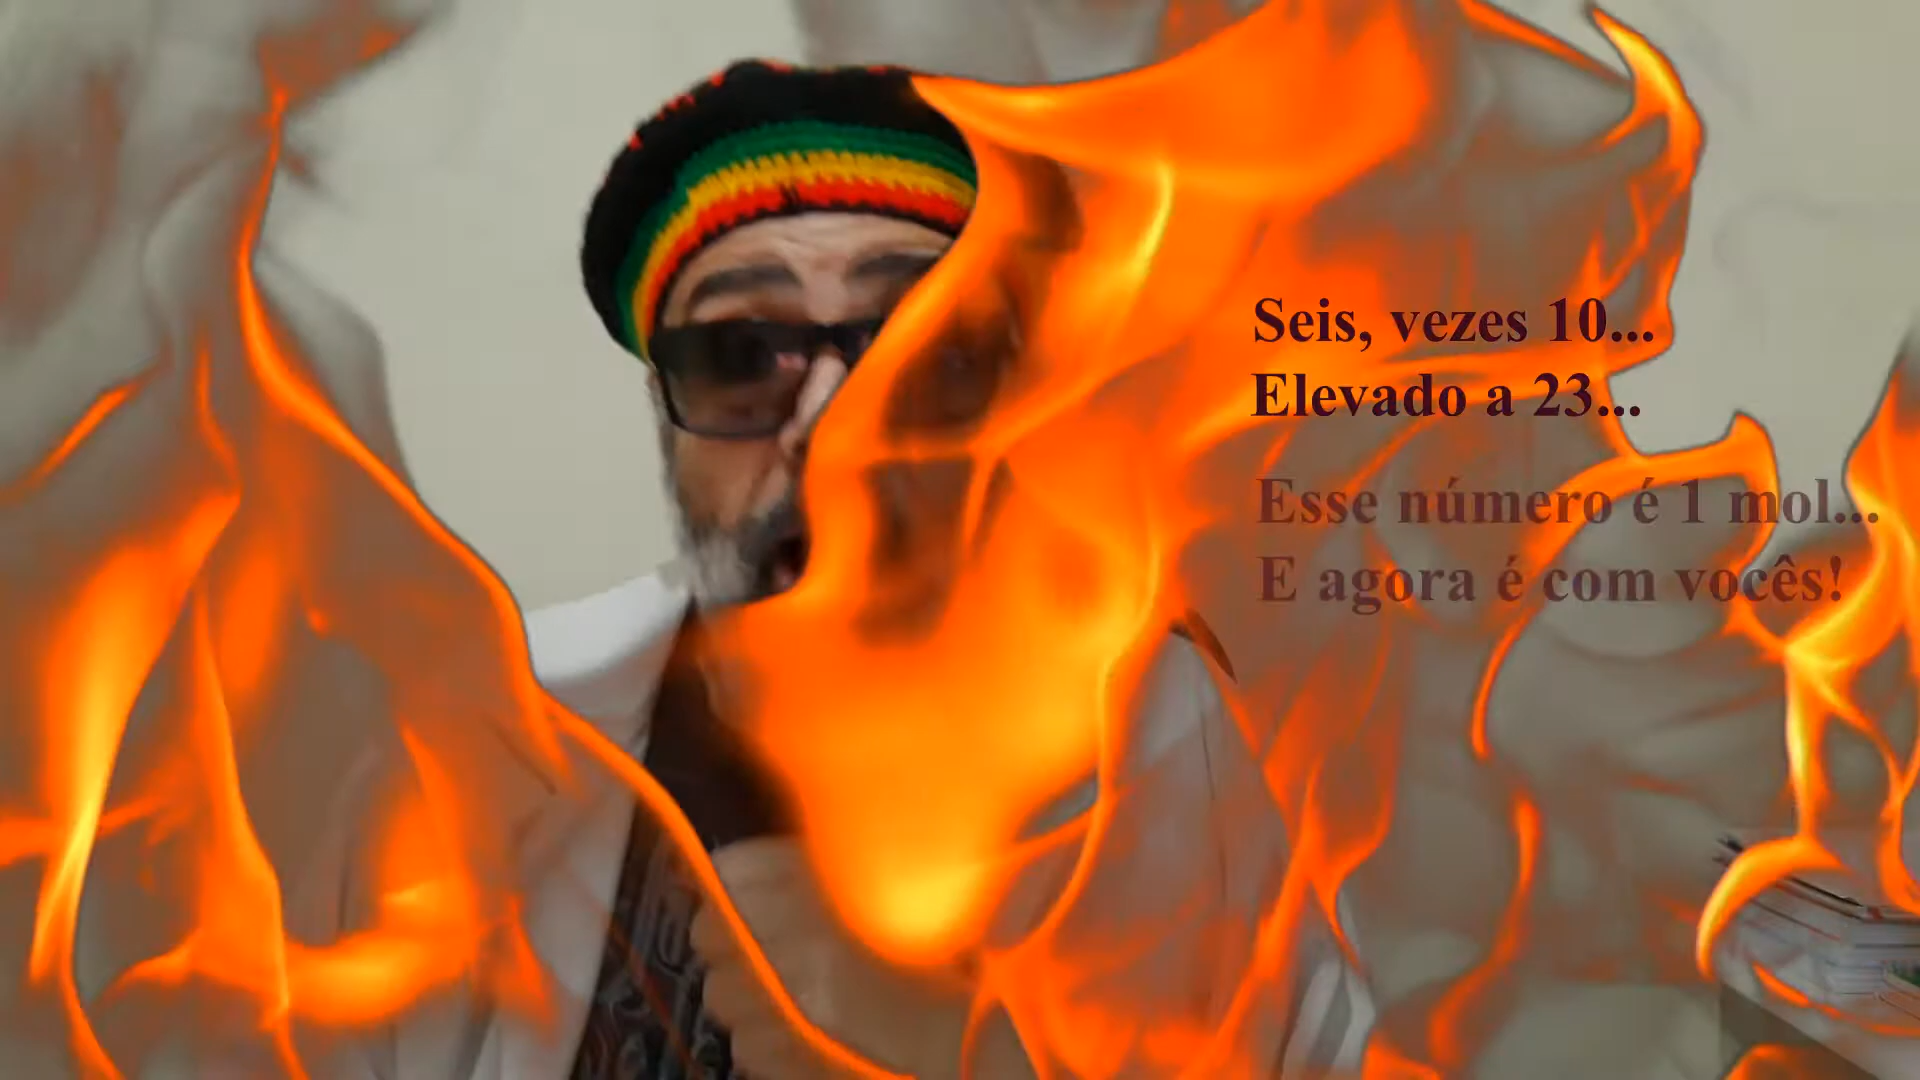 Seis, vezes 10...
Elevado a 23...
Esse número é 1 mol...
E agora é com vocês!